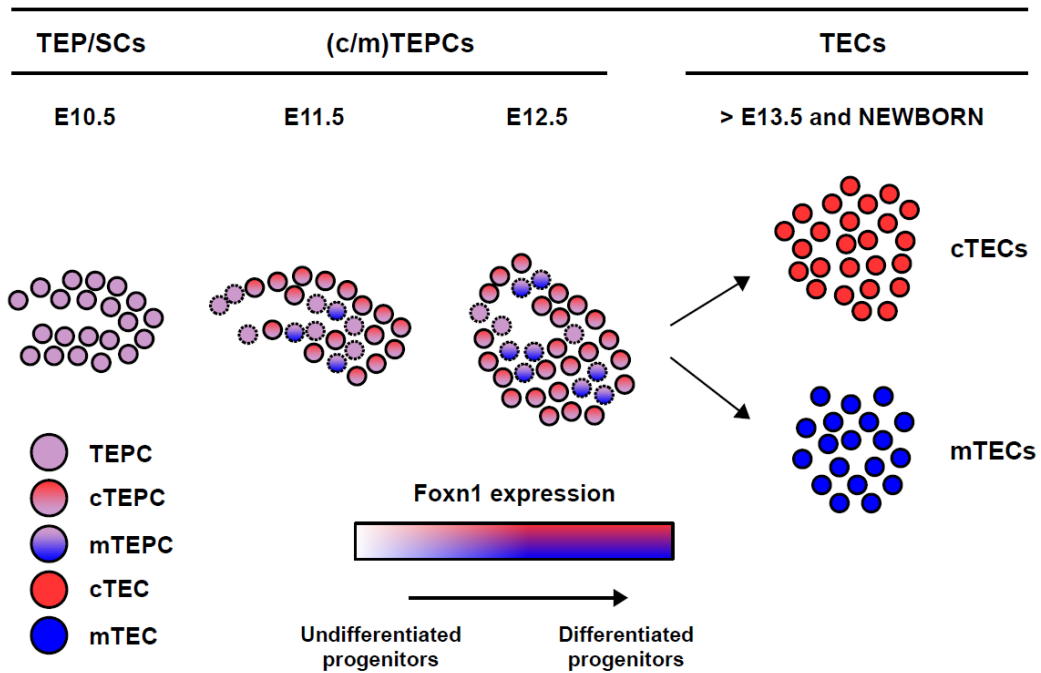 TEP/SCs
(c/m)TEPCs
TECs
E10.5
E11.5
E12.5
> E13.5 and NEWBORN
cTECs
mTECs
TEPC
cTEPC
mTEPC
cTEC
mTEC
Foxn1 expression
Undifferentiated
progenitors
Differentiated
progenitors